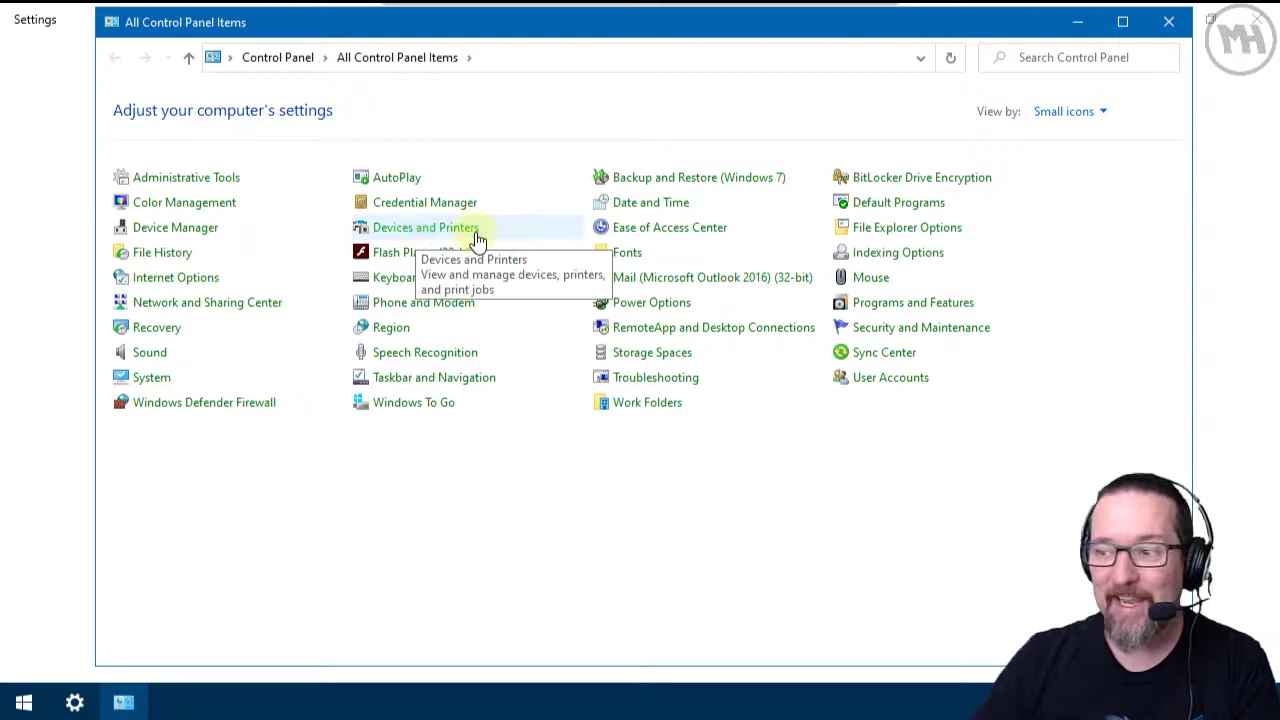 Settings
All Control Panel Items
MH
Control Panel All Control Panel Items
Search Control Panel
Adjust your computer's settings
View by: Small icons
Administrative Tools
AutoPlay
Backup and Restore (Windows 7)
BitLocker Drive Encryption
Color Management
Credential Manager
Date and Time
Default Programs
Device Manager
Devices and Printers
Ease of Access Center
File Explorer Options
File History
Flash
Fonts
Indexing Options
Devices and Printers
View and manage devices, printers,
and print jobs
Internet Options
Mail (Microsoft Outlook 2016) (32-bit)
Mouse
Network and Sharing Center
Phone and Modem
Power Options
Programs and Features
Recovery
Region
RemoteApp and Desktop Connections
Security and Maintenance
Sound
Speech Recognition
Storage Spaces
Sync Center
System
Taskbar and Navigation
Troubleshooting
User Accounts
Windows Defender Firewall
Windows To Go
Work Folders